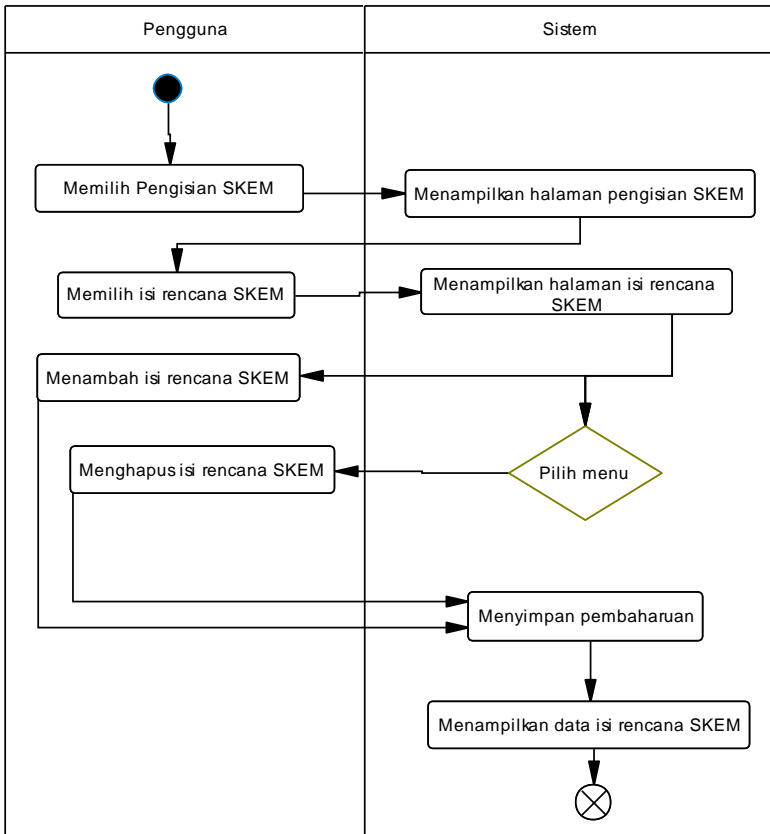 Pengguna
Sistem
Memilih Pengisian SKEM
Menampilkan halaman pengisian SKEM
Memilih isi rencana SKEM
Menampilkan halaman isi rencana
SKEM
Menambah isi rencana SKEM
Menghapus isi rencana SKEM
Pilih menu
Menyimpan pembaharuan
Menampilkan data isi rencana SKEM